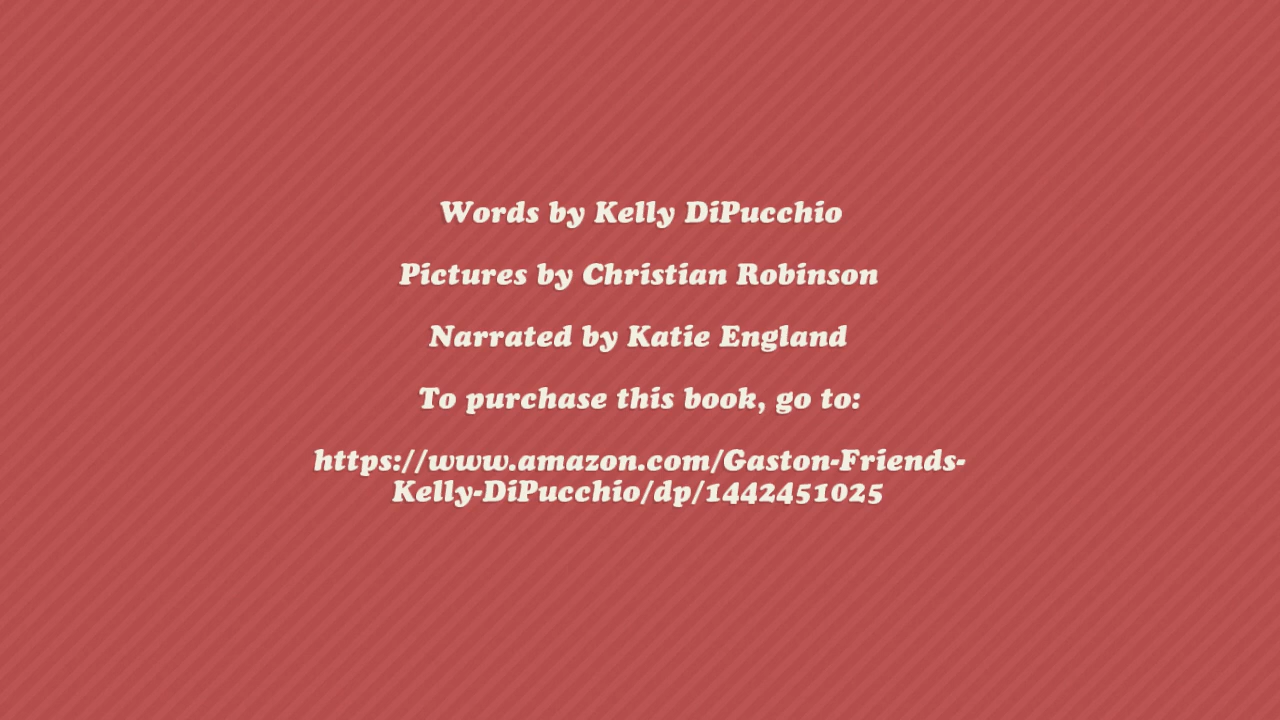 Words by Kelly DiPucchio
Pictures by Christian Robinson
Narrated by Katie England
To purchase this book, go to:
https://www.amazon.com/Gaston-Friends-
Kelly-DiPucchio/dp/1442451025